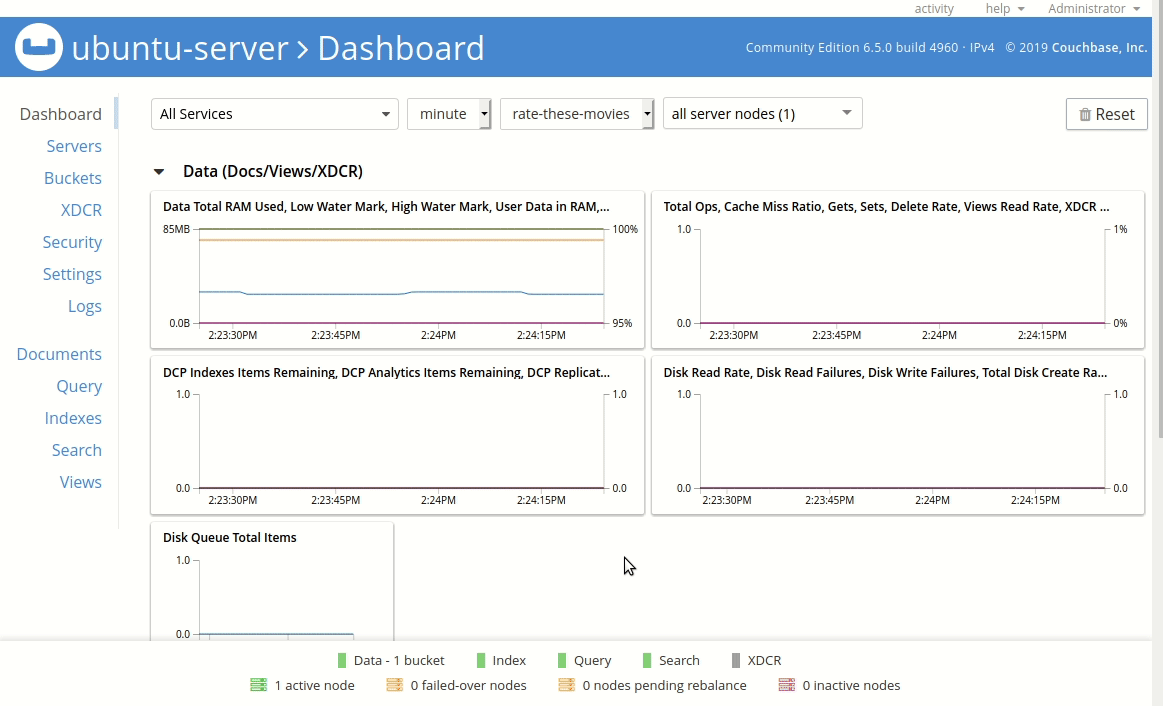 activity help Administrator
ubuntu-server > Dashboard
Community Edition 6.5.0 build 4960 · IPv4 © 2019 Couchbase, Inc.
Dashboard
Servers
Buckets
XDCR
Security
Settings
Logs
Documents
Query
Indexes
Search
Views
All Services minute rate-these-movies all server nodes (1) Reset
Data (Docs/Views/XDCR)
Data Total RAM Used, Low Water Mark, High Water Mark, User Data in RAM,...
85MB 100%
0.0B 95%
2:23:30PM 2:23:45PM 2:24PM 2:24:15PM
Total Ops, Cache Miss Ratio, Gets, Sets, Delete Rate, Views Read Rate, XDCR ...
1.0 1%
0.0 0%
2:23:30PM 2:23:45PM 2:24PM 2:24:15PM
DCP Indexes Items Remaining, DCP Analytics Items Remaining, DCP Replicat...
1.0 1.0
0.0 0.0
2:23:30PM 2:23:45PM 2:24PM 2:24:15PM
Disk Read Rate, Disk Read Failures, Disk Write Failures, Total Disk Create Ra...
1.0 1.0
0.0 0.0
2:23:30PM 2:23:45PM 2:24PM 2:24:15PM
Disk Queue Total Items
1.0
0.0
Data - 1 bucket Index Query Search XDCR
1 active node 0 failed-over nodes 0 nodes pending rebalance 0 inactive nodes